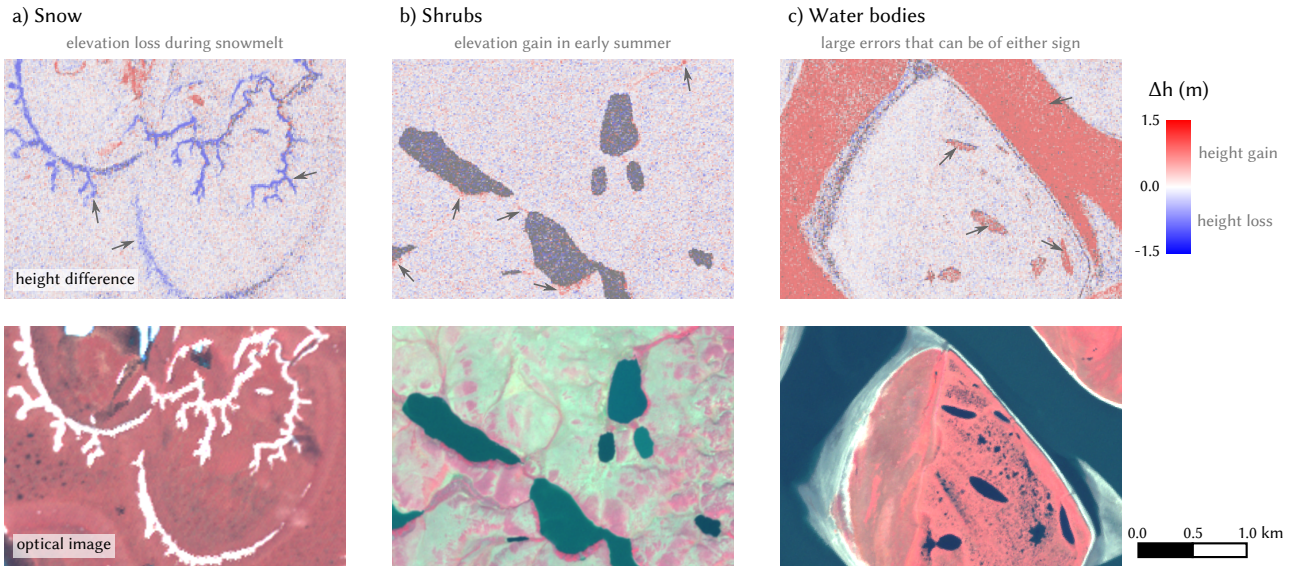 a) Snow
elevation loss during snowmelt
b) Shrubs
elevation gain in early summer
c) Water bodies
large errors that can be of either sign
Δh (m)
1.5
height gain
0.0
height loss
-1.5
height difference
optical image
0.0 0.5 1.0 km